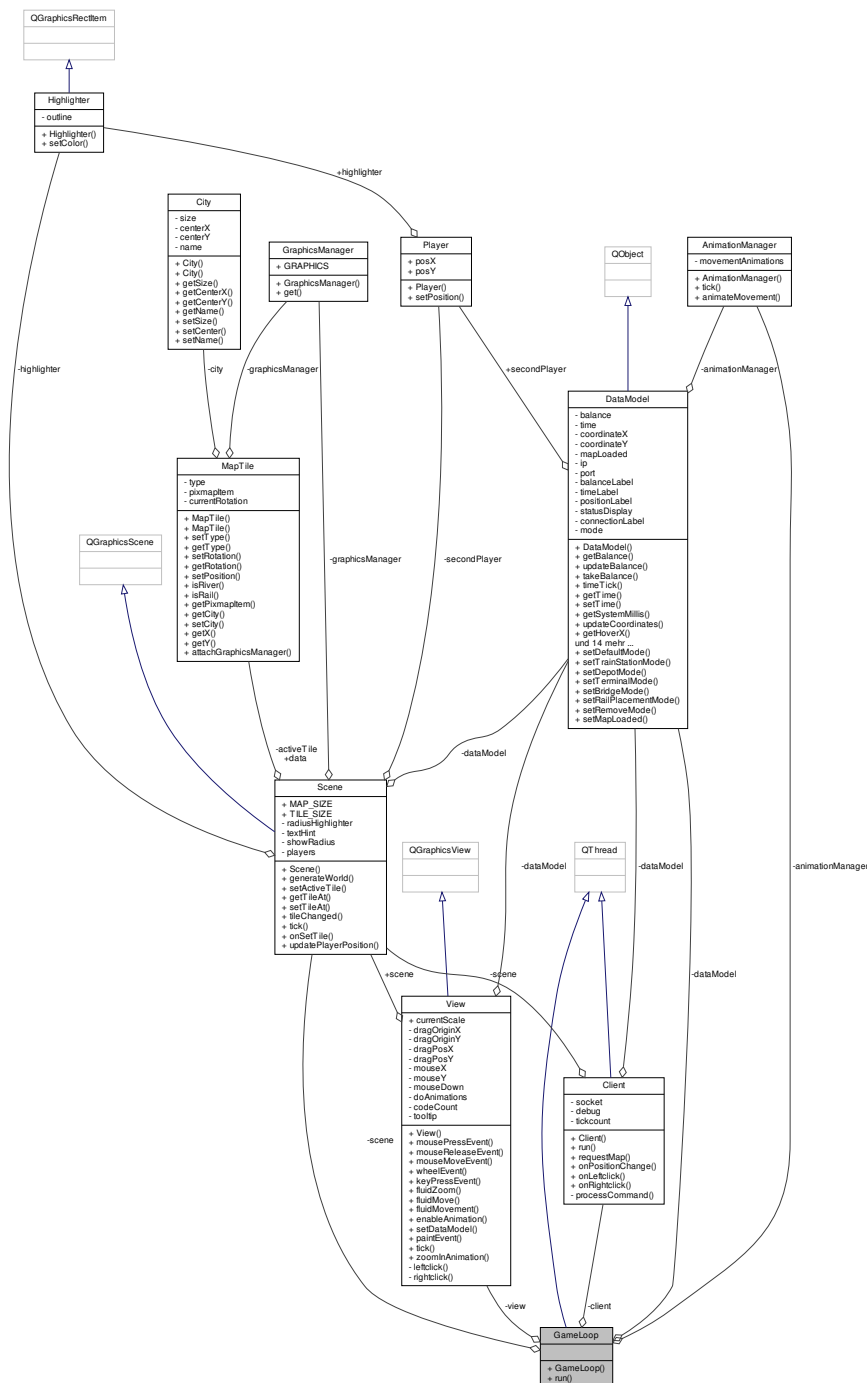 QGraphicsRectItem
Highlighter
- outline
+ Highlighter()
+ setColor()
+highlighter
City
- size
- centerX
- centerY
- name
+ City()
+ City()
+ getSize()
+ getCenterX()
+ getCenterY()
+ getName()
+ setSize()
+ setCenter()
+ setName()
GraphicsManager
+ GRAPHICS
+ GraphicsManager()
+ get()
Player
+ posX
+ posY
+ Player()
+ setPosition()
QObject
AnimationManager
- movementAnimations
+ AnimationManager()
+ tick()
+ animateMovement()
-highlighter
-city
-graphicsManager
+secondPlayer
-animationManager
DataModel
- balance
- time
- coordinateX
- coordinateY
- mapLoaded
- ip
- port
- balanceLabel
- timeLabel
- positionLabel
- statusDisplay
- connectionLabel
- mode
+ DataModel()
+ getBalance()
+ updateBalance()
+ takeBalance()
+ timeTick()
+ getTime()
+ setTime()
+ getSystemMillis()
+ updateCoordinates()
+ getHoverX()
und 14 mehr ...
+ setDefaultMode()
+ setTrainStationMode()
+ setDepotMode()
+ setTerminalMode()
+ setBridgeMode()
+ setRailPlacementMode()
+ setRemoveMode()
+ setMapLoaded()
MapTile
- type
- pixmapItem
- currentRotation
+ MapTile()
+ MapTile()
+ setType()
+ getType()
+ setRotation()
+ getRotation()
+ setPosition()
+ isRiver()
+ isRail()
+ getPixmapItem()
+ getCity()
+ setCity()
+ getX()
+ getY()
+ attachGraphicsManager()
QGraphicsScene
-graphicsManager
-secondPlayer
-activeTile
+data
-dataModel
Scene
+ MAP_SIZE
+ TILE_SIZE
- radiusHighlighter
- textHint
- showRadius
- players
+ Scene()
+ generateWorld()
+ setActiveTile()
+ getTileAt()
+ setTileAt()
+ tileChanged()
+ tick()
+ onSetTile()
+ updatePlayerPosition()
QGraphicsView
QThread
-dataModel
-dataModel
-animationManager
+scene
-scene
-dataModel
View
+ currentScale
- dragOriginX
- dragOriginY
- dragPosX
- dragPosY
- mouseX
- mouseY
- mouseDown
- doAnimations
- codeCount
- tooltip
+ View()
+ mousePressEvent()
+ mouseReleaseEvent()
+ mouseMoveEvent()
+ wheelEvent()
+ keyPressEvent()
+ fluidZoom()
+ fluidMove()
+ fluidMovement()
+ enableAnimation()
+ setDataModel()
+ paintEvent()
+ tick()
+ zoomInAnimation()
- leftclick()
- rightclick()
Client
- socket
- debug
- tickcount
+ Client()
+ run()
+ requestMap()
+ onPositionChange()
+ onLeftclick()
+ onRightclick()
- processCommand()
-scene
-view
-client
GameLoop
+ GameLoop()
+ run()